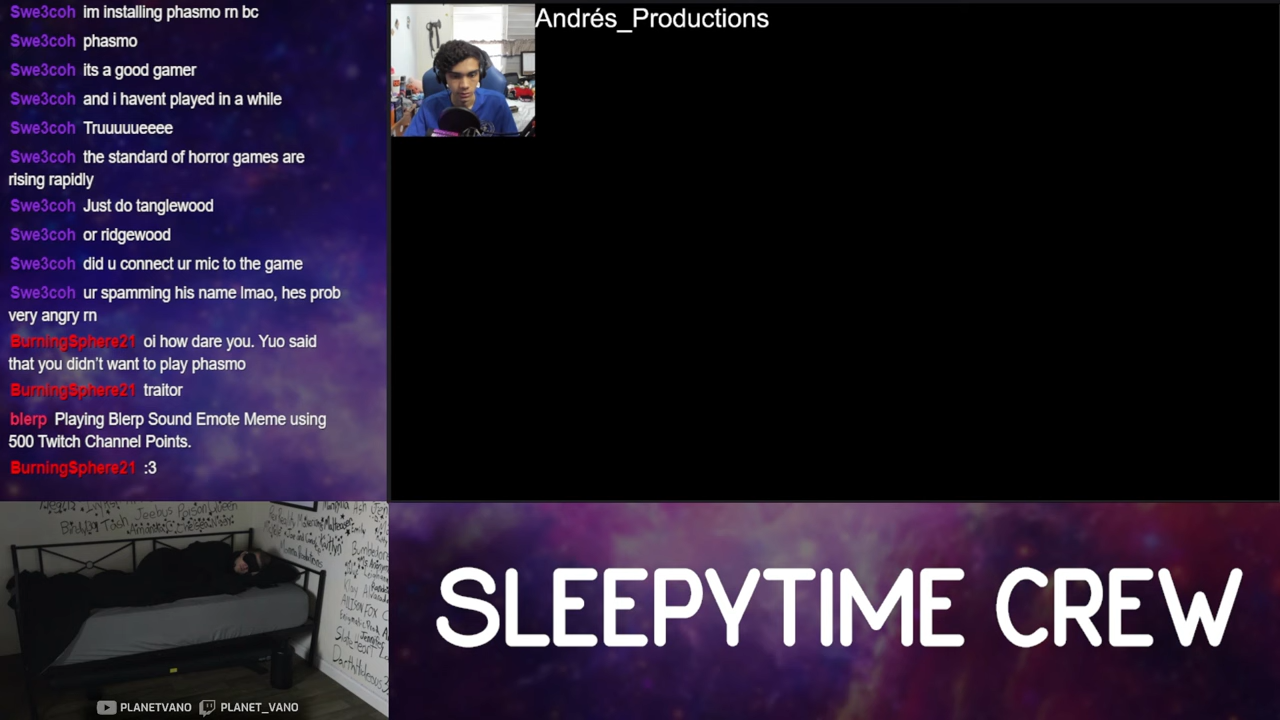 Swe3coh im installing phasmo rn bc
Swe3coh phasmo
Swe3coh its a good gamer
Swe3coh and i havent played in a while
Swe3coh Truuuuueeee
Swe3coh the standard of horror games are
rising rapidly
Swe3coh Just do tanglewood
Swe3coh or ridgewood
Swe3coh did u connect ur mic to the game
Swe3coh ur spamming his name lmao, hes prob
very angry rn
BurningSphere21 oi how dare you. Yuo said
that you didn't want to play phasmo
BurningSphere21 traitor
blerp Playing Blerp Sound Emote Meme using
500 Twitch Channel Points.
BurningSphere21 :3
Andrés_Productions
Jeebus
Tash
ALLISON FOX
PLANETVANO PLANET_VANO
SLEEPYTIME CREW